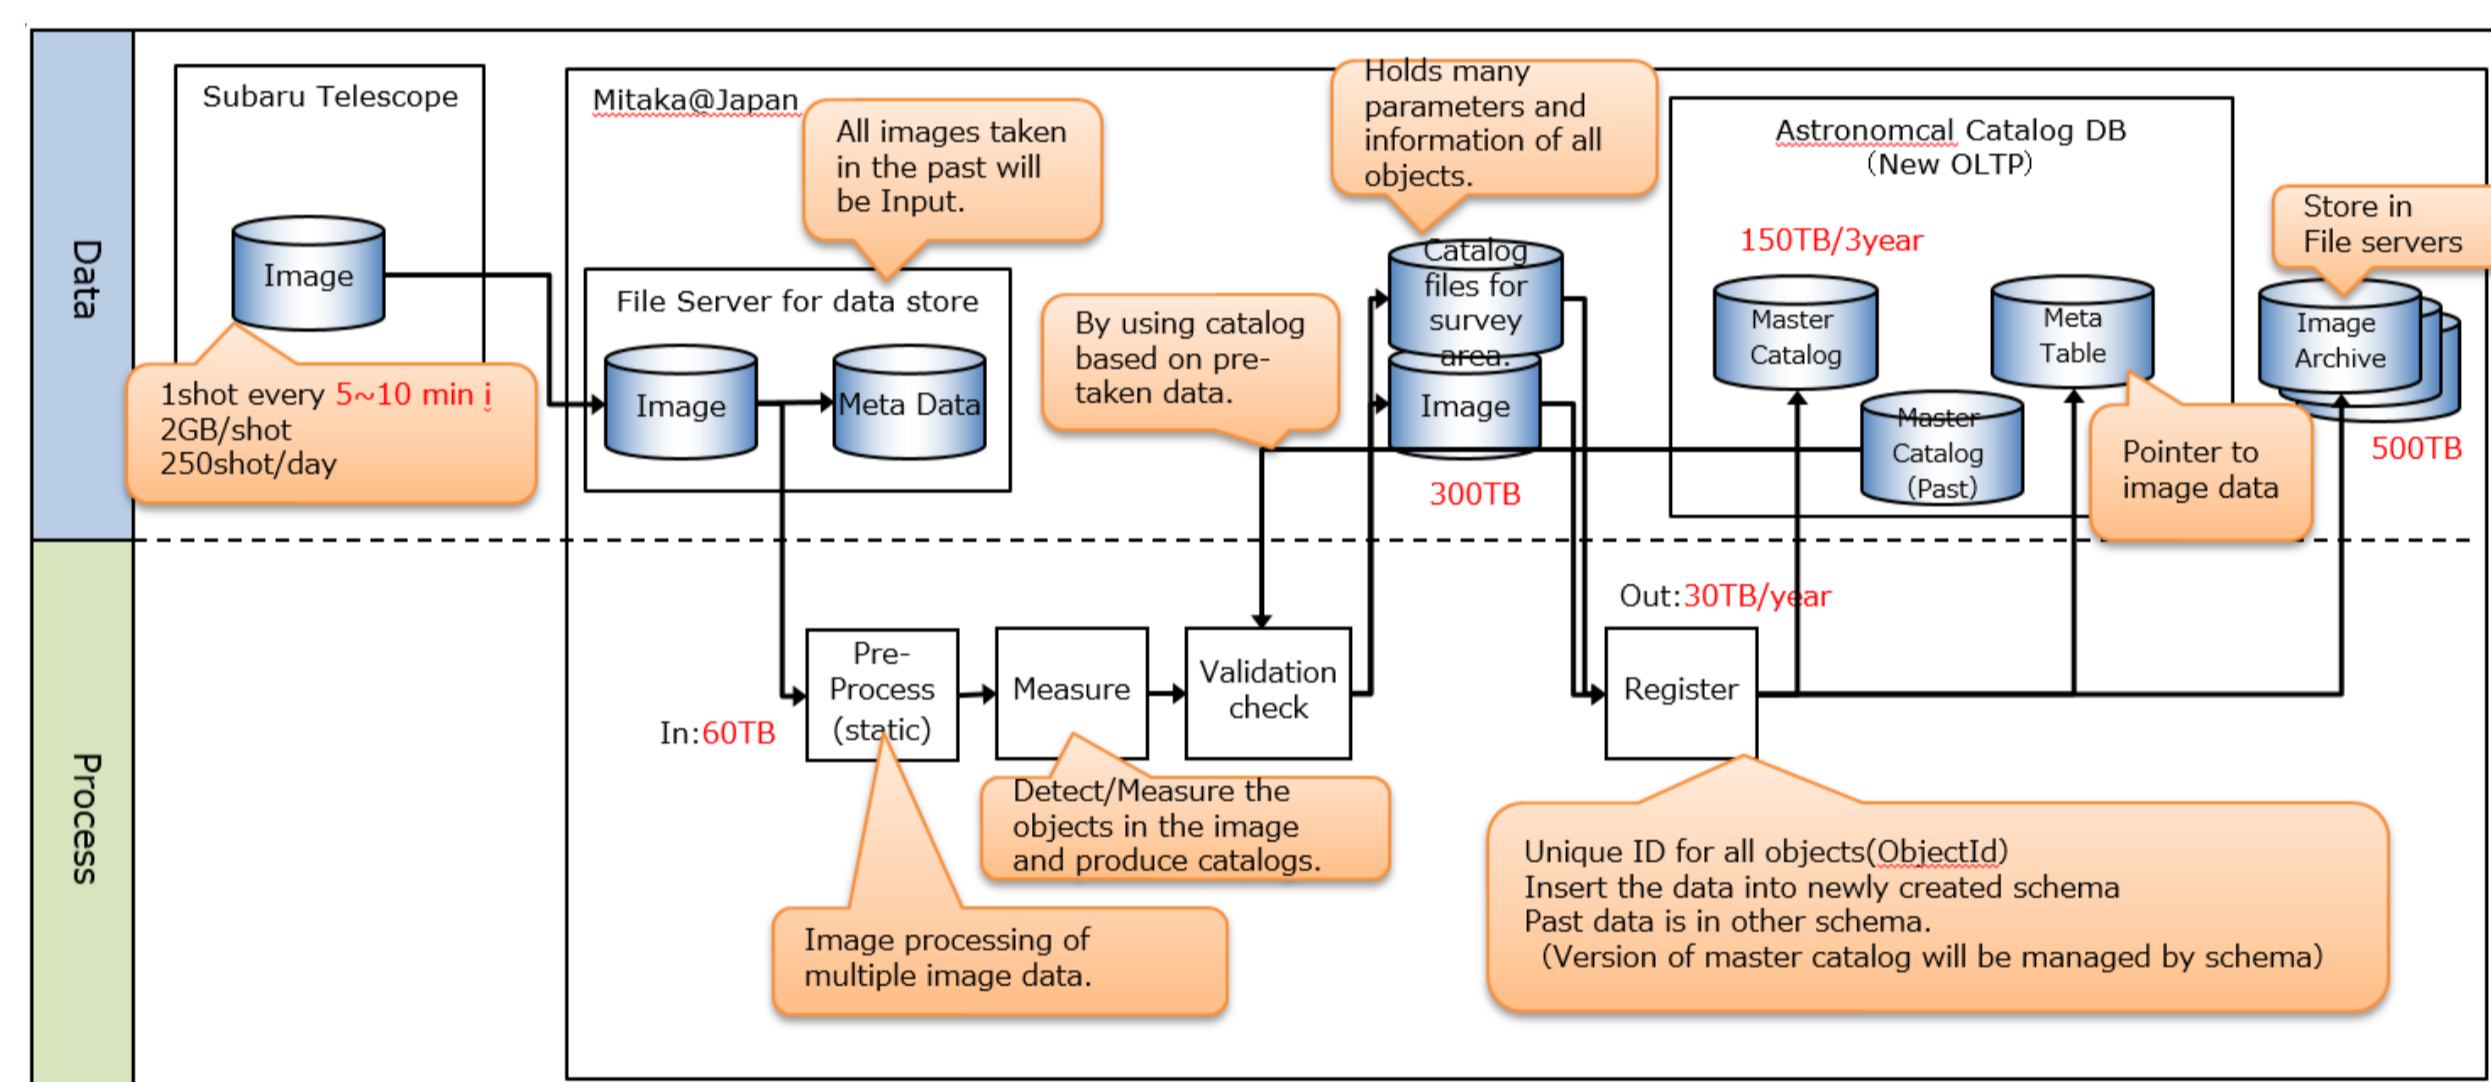 Data
Subaru Telescope
Image
1shot every 5~10 min i
2GB/shot
250shot/day
Mitaka@Japan
All images taken
in the past will
be Input.
File Server for data store
Image
Meta Data
By using catalog
based on pre-
taken data.
Holds many
parameters and
information of all
objects.
Catalog
files for
survey
area.
Image
300TB
Astronomcal Catalog DB
(New OLTP)
150TB/3year
Master
Catalog
Meta
Table
Master
Catalog
(Past)
Pointer to
image data
Store in
File servers
Image
Archive
500TB
Process
In:60TB
Pre-
Process
(static)
Measure
Validation
check
Out:30TB/year
Register
Detect/Measure the
objects in the image
and produce catalogs.
Image processing of
multiple image data.
Unique ID for all objects(ObjectId)
Insert the data into newly created schema
Past data is in other schema.
(Version of master catalog will be managed by schema)